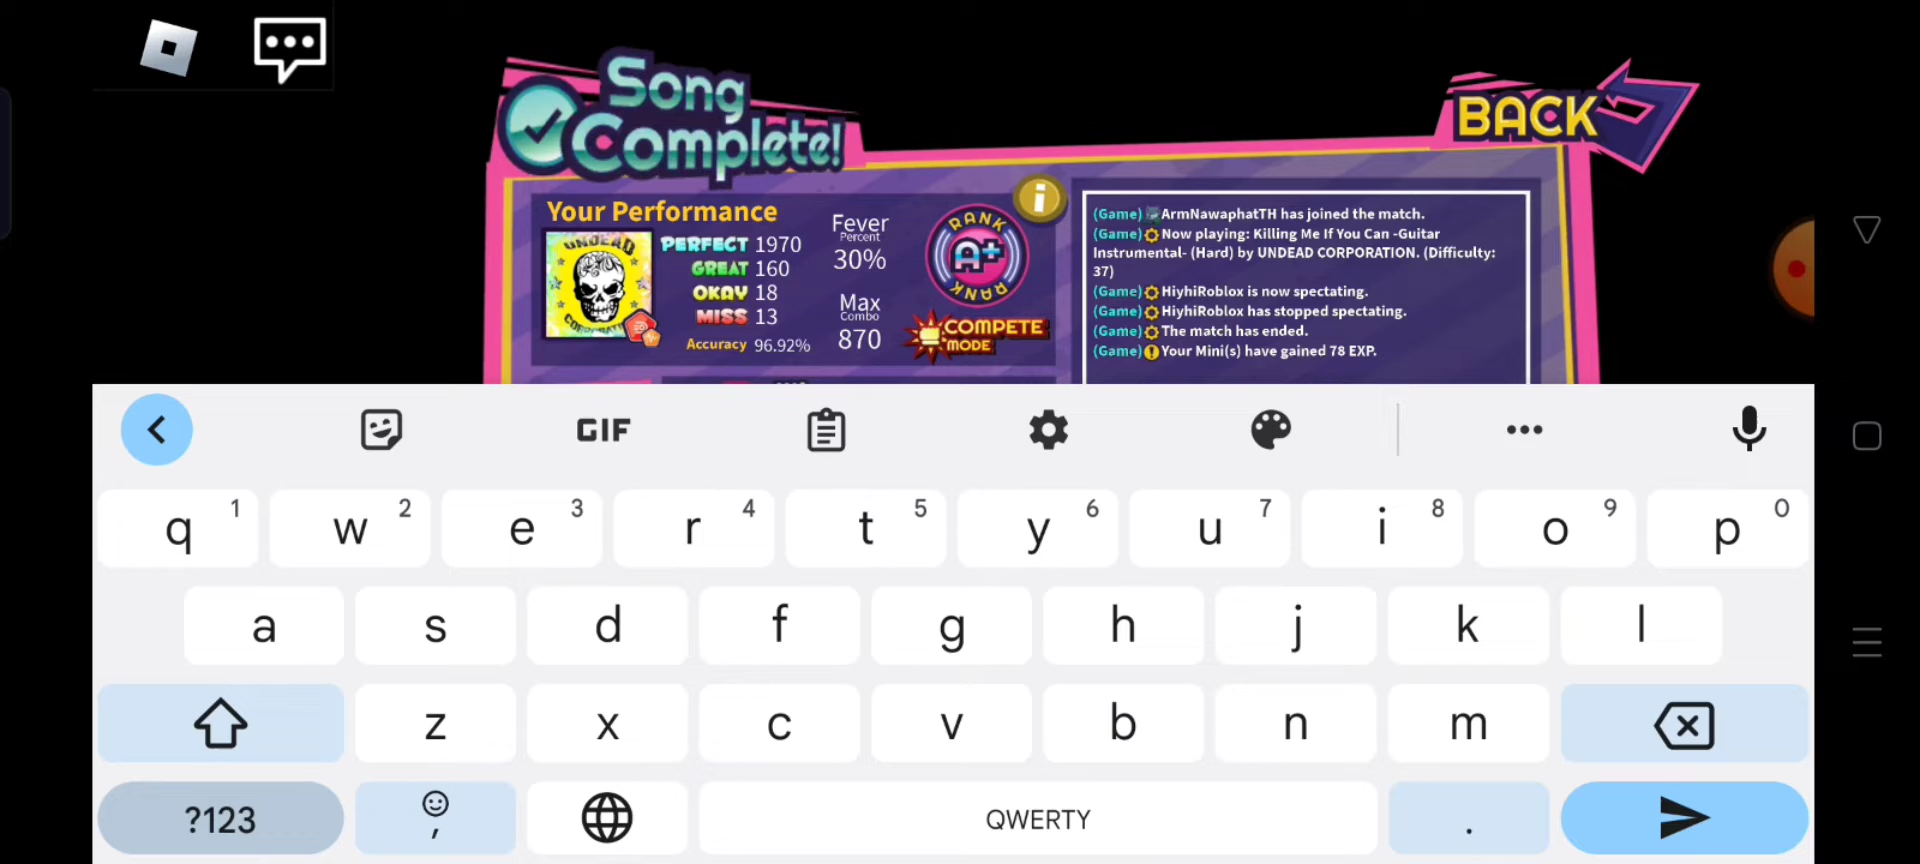 Song
Complete!
BACK
Your Performance
UNDEAD
CORPORATION
PERFECT 1970
GREAT 160
OKAY 18
MISS 13
Accuracy 96.92%
Fever
Percent
30%
Max
Combo
870
RANK
A+
RANK
COMPETE
MODE
i
(Game) ArmNawaphatTH has joined the match.
(Game) Now playing: Killing Me If You Can -Guitar
Instrumental- (Hard) by UNDEAD CORPORATION. (Difficulty:
37)
(Game) HiyhiRoblox is now spectating.
(Game) HiyhiRoblox has stopped spectating.
(Game) The match has ended.
(Game) Your Mini(s) have gained 78 EXP.
GIF
q 1 w 2 e 3 r 4 t 5 y 6 u 7 i 8 o 9 p 0
a s d f g h j k l
z x c v b n m
?123 , QWERTY .